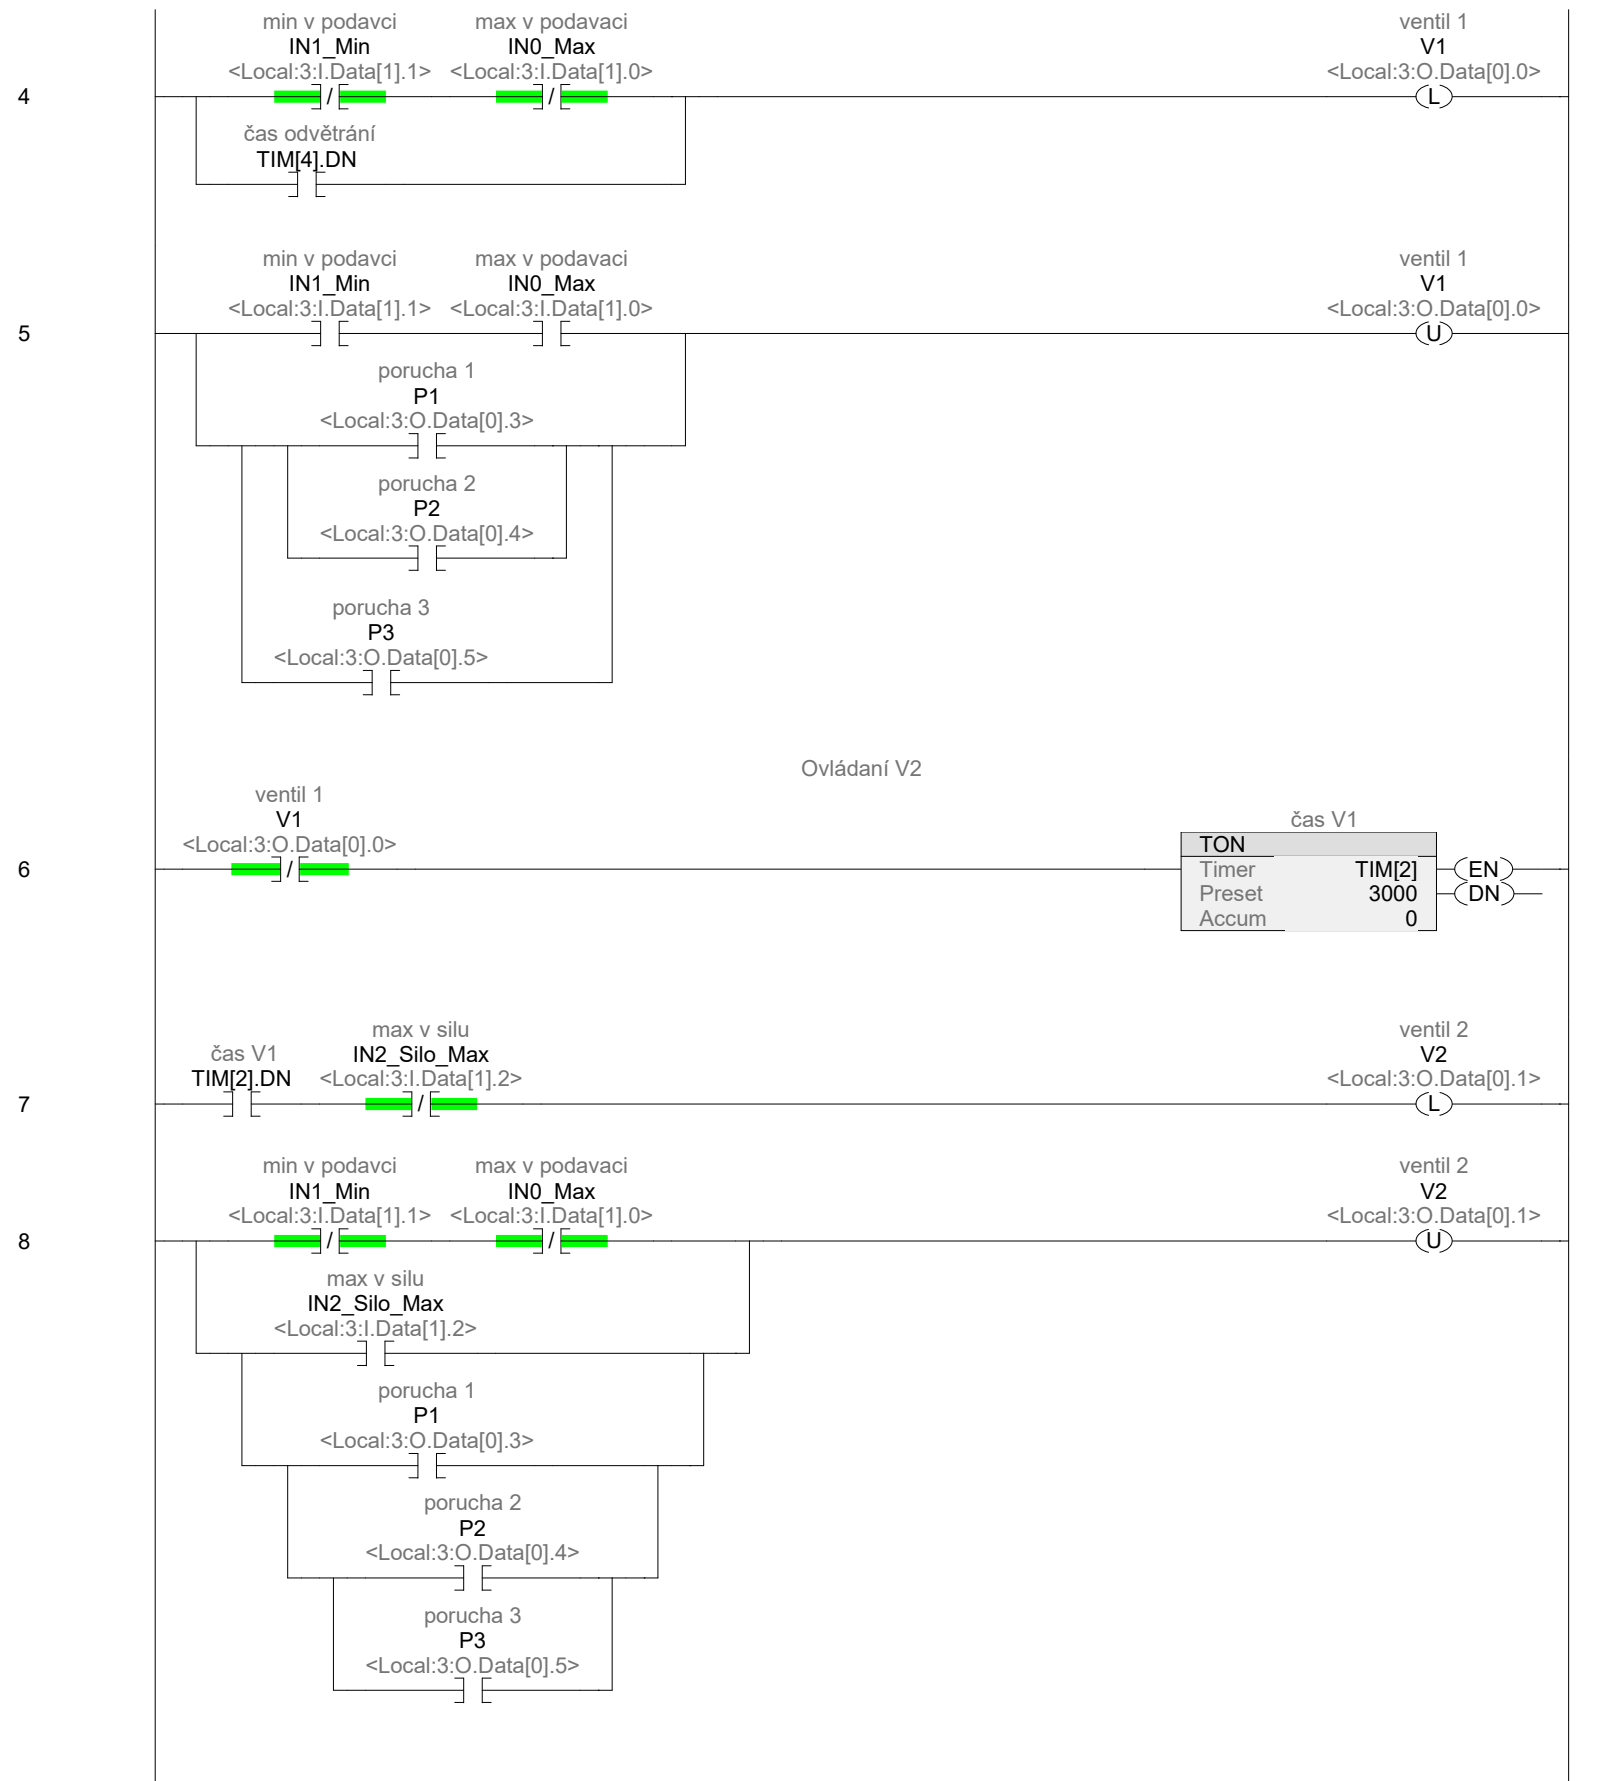 min v podavci max v podavaci ventil 1
IN1_Min IN0_Max V1
<Local:3:I.Data[1].1> <Local:3:I.Data[1].0> <Local:3:O.Data[0].0>
4 / / L
čas odvětrání
TIM[4].DN
min v podavci max v podavaci ventil 1
IN1_Min IN0_Max V1
<Local:3:I.Data[1].1> <Local:3:I.Data[1].0> <Local:3:O.Data[0].0>
5 U
porucha 1
P1
<Local:3:O.Data[0].3>
porucha 2
P2
<Local:3:O.Data[0].4>
porucha 3
P3
<Local:3:O.Data[0].5>
Ovládaní V2
ventil 1
V1 čas V1
<Local:3:O.Data[0].0> TON
6 / Timer TIM[2] EN
Preset 3000 DN
Accum 0
max v silu ventil 2
čas V1 IN2_Silo_Max V2
TIM[2].DN <Local:3:I.Data[1].2> <Local:3:O.Data[0].1>
7 / L
min v podavci max v podavaci ventil 2
IN1_Min IN0_Max V2
<Local:3:I.Data[1].1> <Local:3:I.Data[1].0> <Local:3:O.Data[0].1>
8 / / U
max v silu
IN2_Silo_Max
<Local:3:I.Data[1].2>
porucha 1
P1
<Local:3:O.Data[0].3>
porucha 2
P2
<Local:3:O.Data[0].4>
porucha 3
P3
<Local:3:O.Data[0].5>